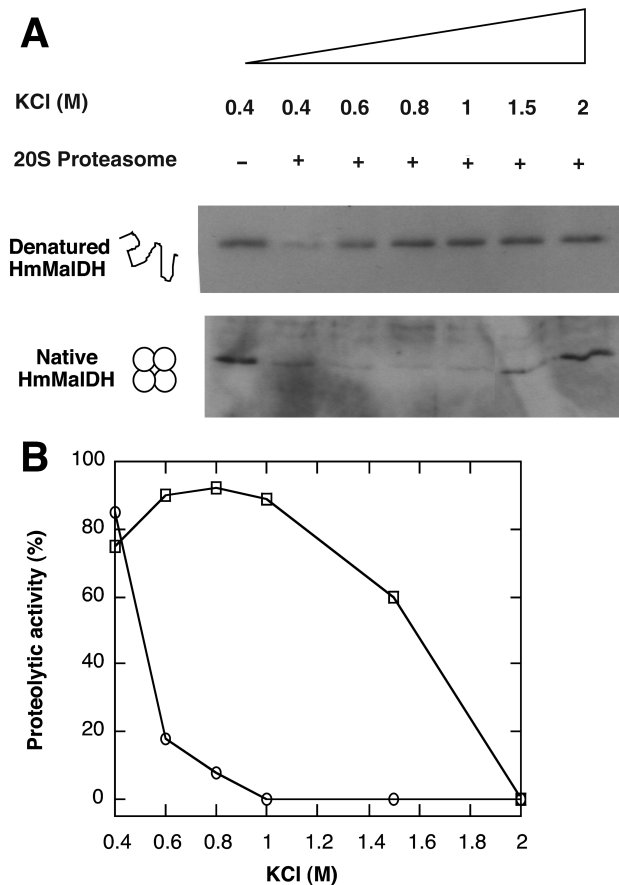 A
KCl (M) 0.4 0.4 0.6 0.8 1 1.5 2
20S Proteasome – + + + + + +
Denatured
HmMalDH
Native
HmMalDH
B
100
80
60
40
20
0
Proteolytic activity (%)
0.4 0.6 0.8 1 1.2 1.4 1.6 1.8 2
KCl (M)